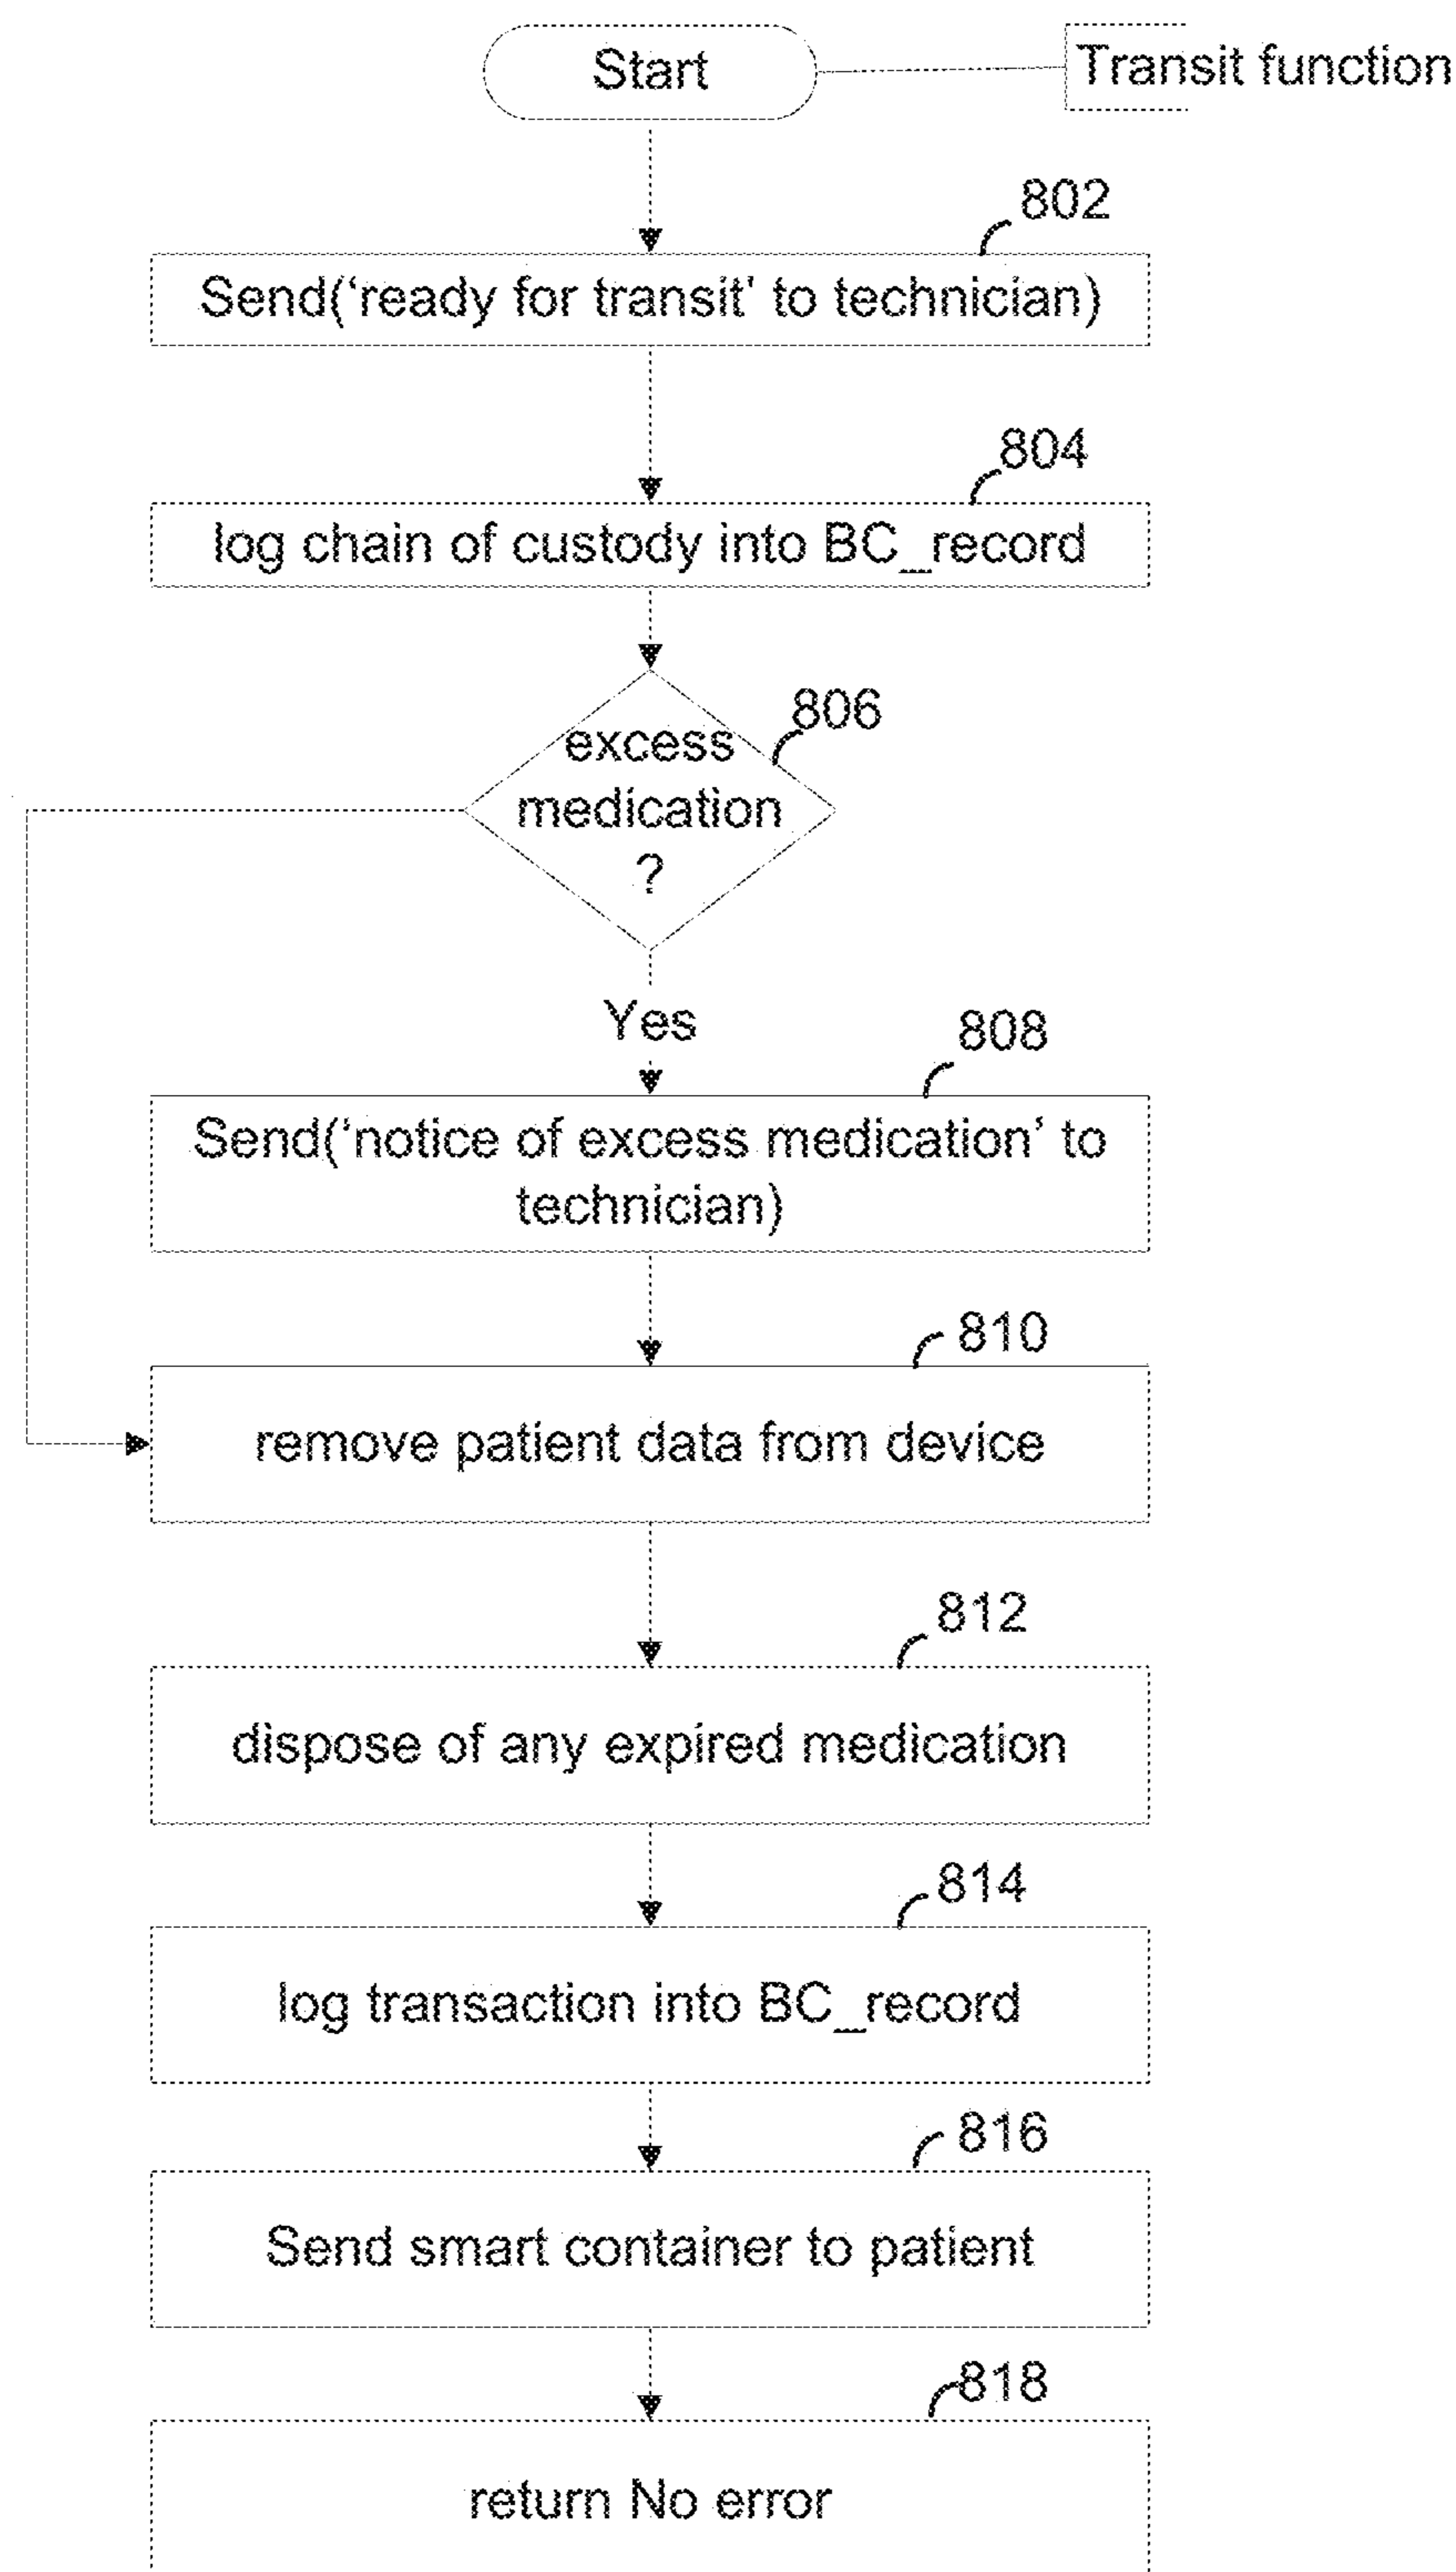 Start
Transit function
802
Send(‘ready for transit’ to technician)
804
log chain of custody into BC_record
806
excess
medication
?
Yes
808
Send(‘notice of excess medication’ to
technician)
810
remove patient data from device
812
dispose of any expired medication
814
log transaction into BC_record
816
Send smart container to patient
818
return No error